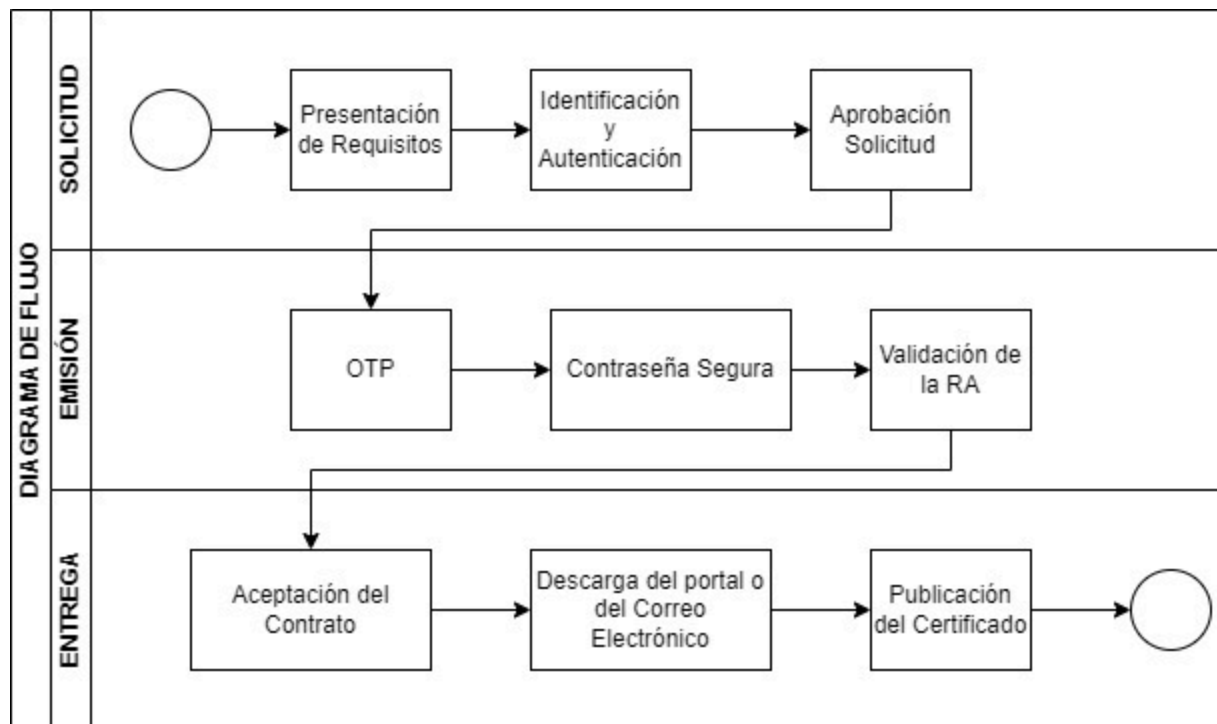 DIAGRAMA DE FLUJO
SOLICITUD
Presentación
de Requisitos
Identificación
y
Autenticación
Aprobación
Solicitud
EMISIÓN
OTP
Contraseña Segura
Validación de
la RA
ENTREGA
Aceptación del
Contrato
Descarga del portal o
del Correo
Electrónico
Publicación
del Certificado